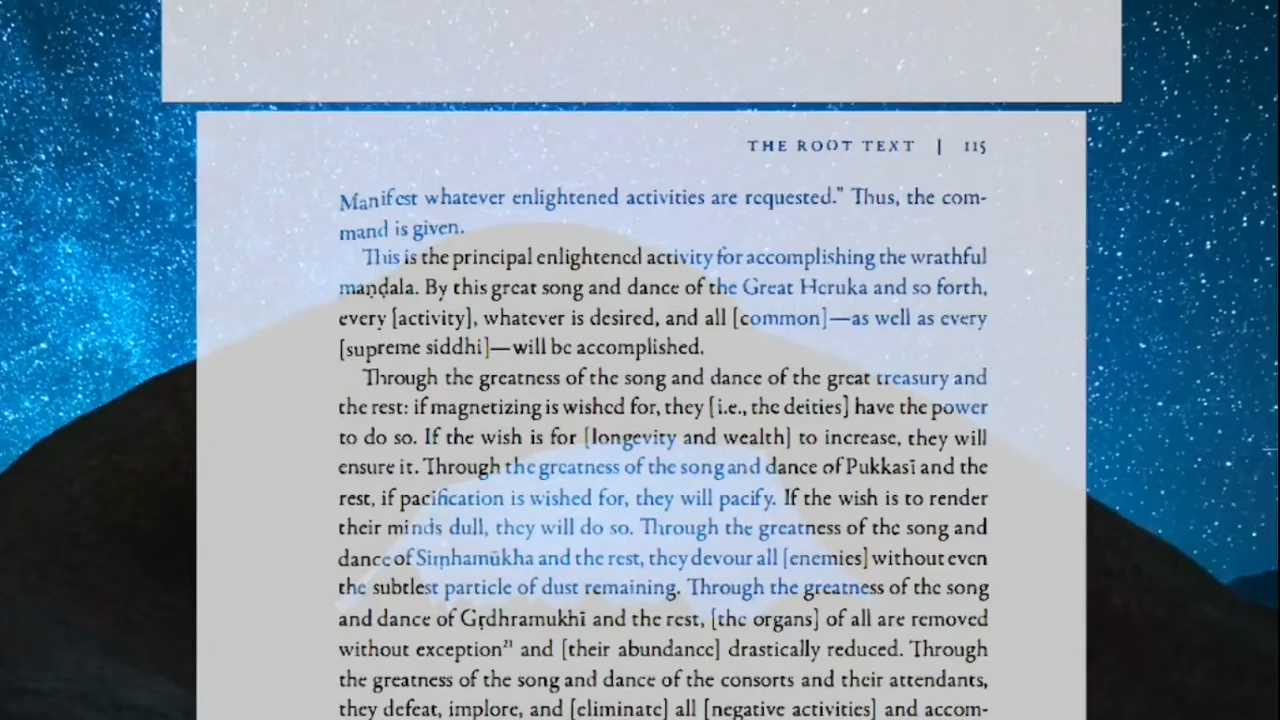 THE ROOT TEXT | 115
Manifest whatever enlightened activities are requested." Thus, the com-
mand is given.
This is the principal enlightened activity for accomplishing the wrathful
maṇḍala. By this great song and dance of the Great Heruka and so forth,
every [activity], whatever is desired, and all [common]—as well as every
[supreme siddhi]—will be accomplished.
Through the greatness of the song and dance of the great treasury and
the rest: if magnetizing is wished for, they [i.e., the deities] have the power
to do so. If the wish is for [longevity and wealth] to increase, they will
ensure it. Through the greatness of the song and dance of Pukkasī and the
rest, if pacification is wished for, they will pacify. If the wish is to render
their minds dull, they will do so. Through the greatness of the song and
dance of Siṃhamūkha and the rest, they devour all [enemies] without even
the subtlest particle of dust remaining. Through the greatness of the song
and dance of Gṛdhramukhī and the rest, [the organs] of all are removed
without exception²¹ and [their abundance] drastically reduced. Through
the greatness of the song and dance of the consorts and their attendants,
they defeat, implore, and [eliminate] all [negative activities] and accom-